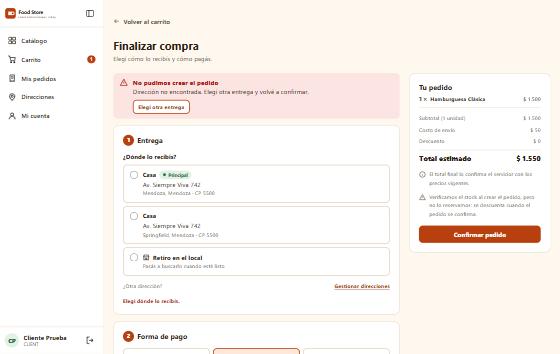 Food Store
Catálogo
Carrito 1
Mis pedidos
Direcciones
Mi cuenta
CP Cliente Prueba
CLIENT
← Volver al carrito
Finalizar compra
Elegí cómo lo recibís y cómo pagás.
No pudimos crear el pedido
Dirección no encontrada. Elegí otra entrega y volvé a confirmar.
Elegí otra entrega
1 Entrega
¿Dónde lo recibís?
Casa Principal
Av. Siempre Viva 742
Mendoza, Mendoza · CP 5500
Casa
Av. Siempre Viva 742
Springfield, Mendoza · CP 5500
Retiro en el local
Pasás a buscarlo cuando esté listo
¿Otra dirección? Gestionar direcciones
Elegí dónde lo recibís.
2 Forma de pago
Tu pedido
1 × Hamburguesa Clásica $ 1.500
Subtotal (1 unidad) $ 1.500
Costo de envío $ 50
Descuento $ 0
Total estimado $ 1.550
El total final lo confirma el servidor con los
precios vigentes.
Verificamos el stock al crear el pedido, pero
no lo reservamos: se descuenta cuando el
pedido se confirma.
Confirmar pedido